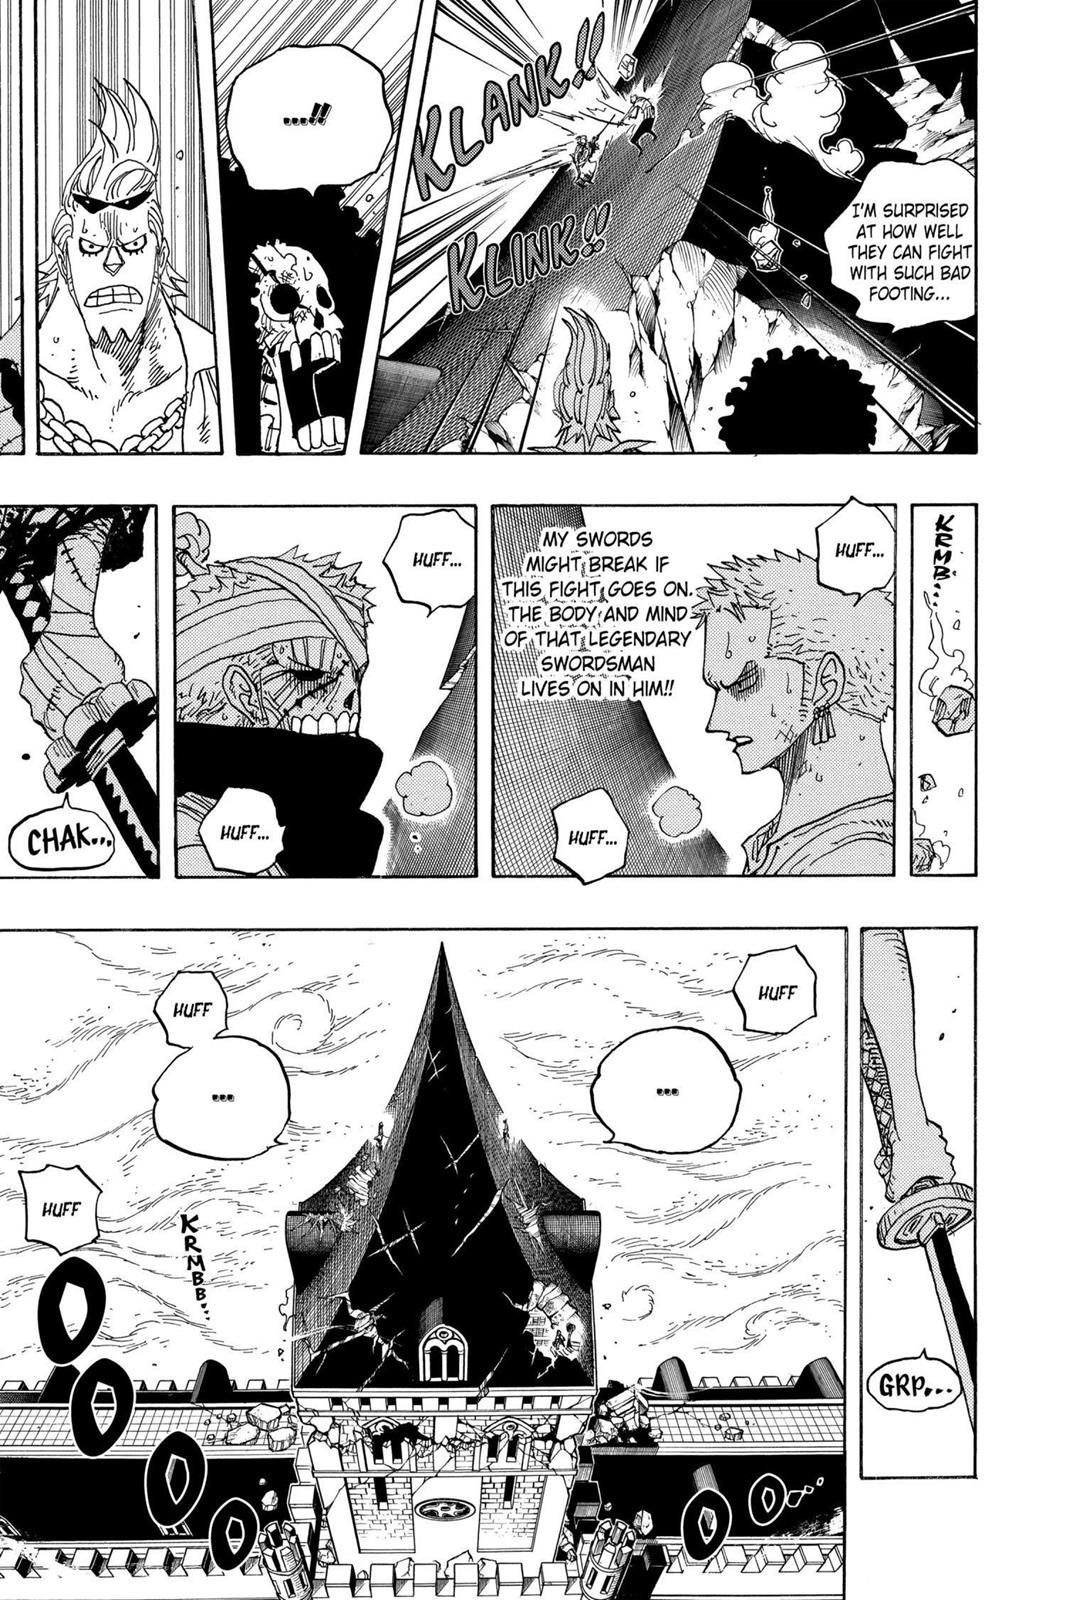 I'M SURPRISED
AT HOW WELL
THEY CAN FIGHT
WITH SUCH BAD
FOOTING...
KLANK!!
KLINK!!
....!!
KRMB...
HUFF...
MY SWORDS
MIGHT BREAK IF
THIS FIGHT GOES ON.
THE BODY AND MIND
OF THAT LEGENDARY
SWORDSMAN
LIVES ON IN HIM!!
HUFF...
HUFF...
HUFF...
CHAK...
GRP...
HUFF
...
HUFF
...
HUFF
KRMBB...